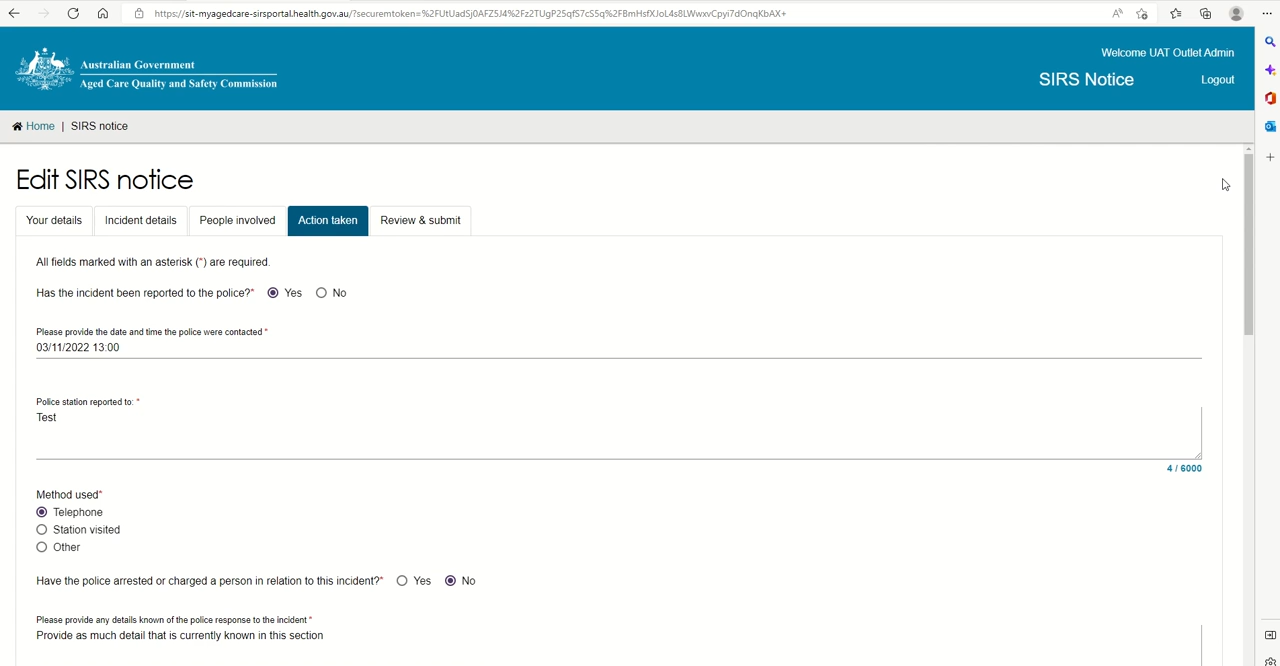 https://sit-myagedcare-sirsportal.health.gov.au/?securemtoken=%2FUtUadSj0AFZ5J4%2Fz2TUgP25qfS7cS5q%2FBmHsfXJoL4s8LWwxvCpyi7dOnqKbAX+
Australian Government
Aged Care Quality and Safety Commission
Welcome UAT Outlet Admin
SIRS Notice
Logout
Home | SIRS notice
Edit SIRS notice
Your details
Incident details
People involved
Action taken
Review & submit
All fields marked with an asterisk (*) are required.
Has the incident been reported to the police?* Yes No
Please provide the date and time the police were contacted *
03/11/2022 13:00
Police station reported to: *
Test
4 / 6000
Method used*
Telephone
Station visited
Other
Have the police arrested or charged a person in relation to this incident?* Yes No
Please provide any details known of the police response to the incident *
Provide as much detail that is currently known in this section